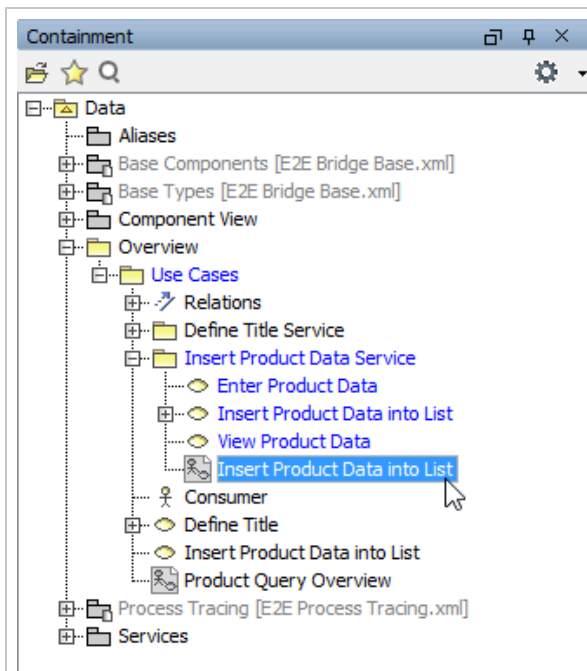 Containment
Data
Aliases
Base Components [E2E Bridge Base.xml]
Base Types [E2E Bridge Base.xml]
Component View
Overview
Use Cases
Relations
Define Title Service
Insert Product Data Service
Enter Product Data
Insert Product Data into List
View Product Data
Insert Product Data into List
Consumer
Define Title
Insert Product Data into List
Product Query Overview
Process Tracing [E2E Process Tracing.xml]
Services